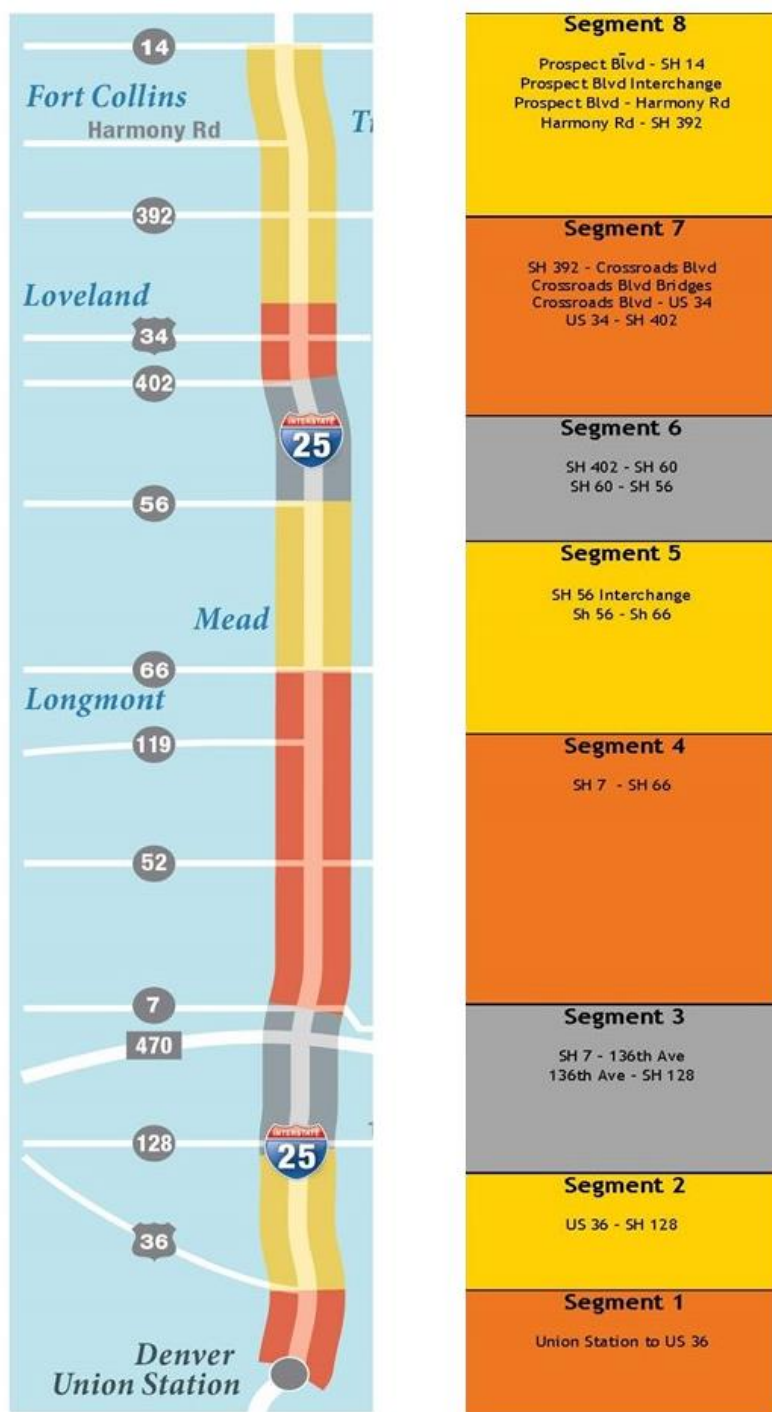 14
Fort Collins
Harmony Rd
392
Loveland
34
402
INTERSTATE
25
56
Mead
66
Longmont
119
52
7
470
128
INTERSTATE
25
36
Denver
Union Station
Segment 8
Prospect Blvd - SH 14
Prospect Blvd Interchange
Prospect Blvd - Harmony Rd
Harmony Rd - SH 392
Segment 7
SH 392 - Crossroads Blvd
Crossroads Blvd Bridges
Crossroads Blvd - US 34
US 34 - SH 402
Segment 6
SH 402 - SH 60
SH 60 - SH 56
Segment 5
SH 56 Interchange
Sh 56 - Sh 66
Segment 4
SH 7 - SH 66
Segment 3
SH 7 - 136th Ave
136th Ave - SH 128
Segment 2
US 36 - SH 128
Segment 1
Union Station to US 36